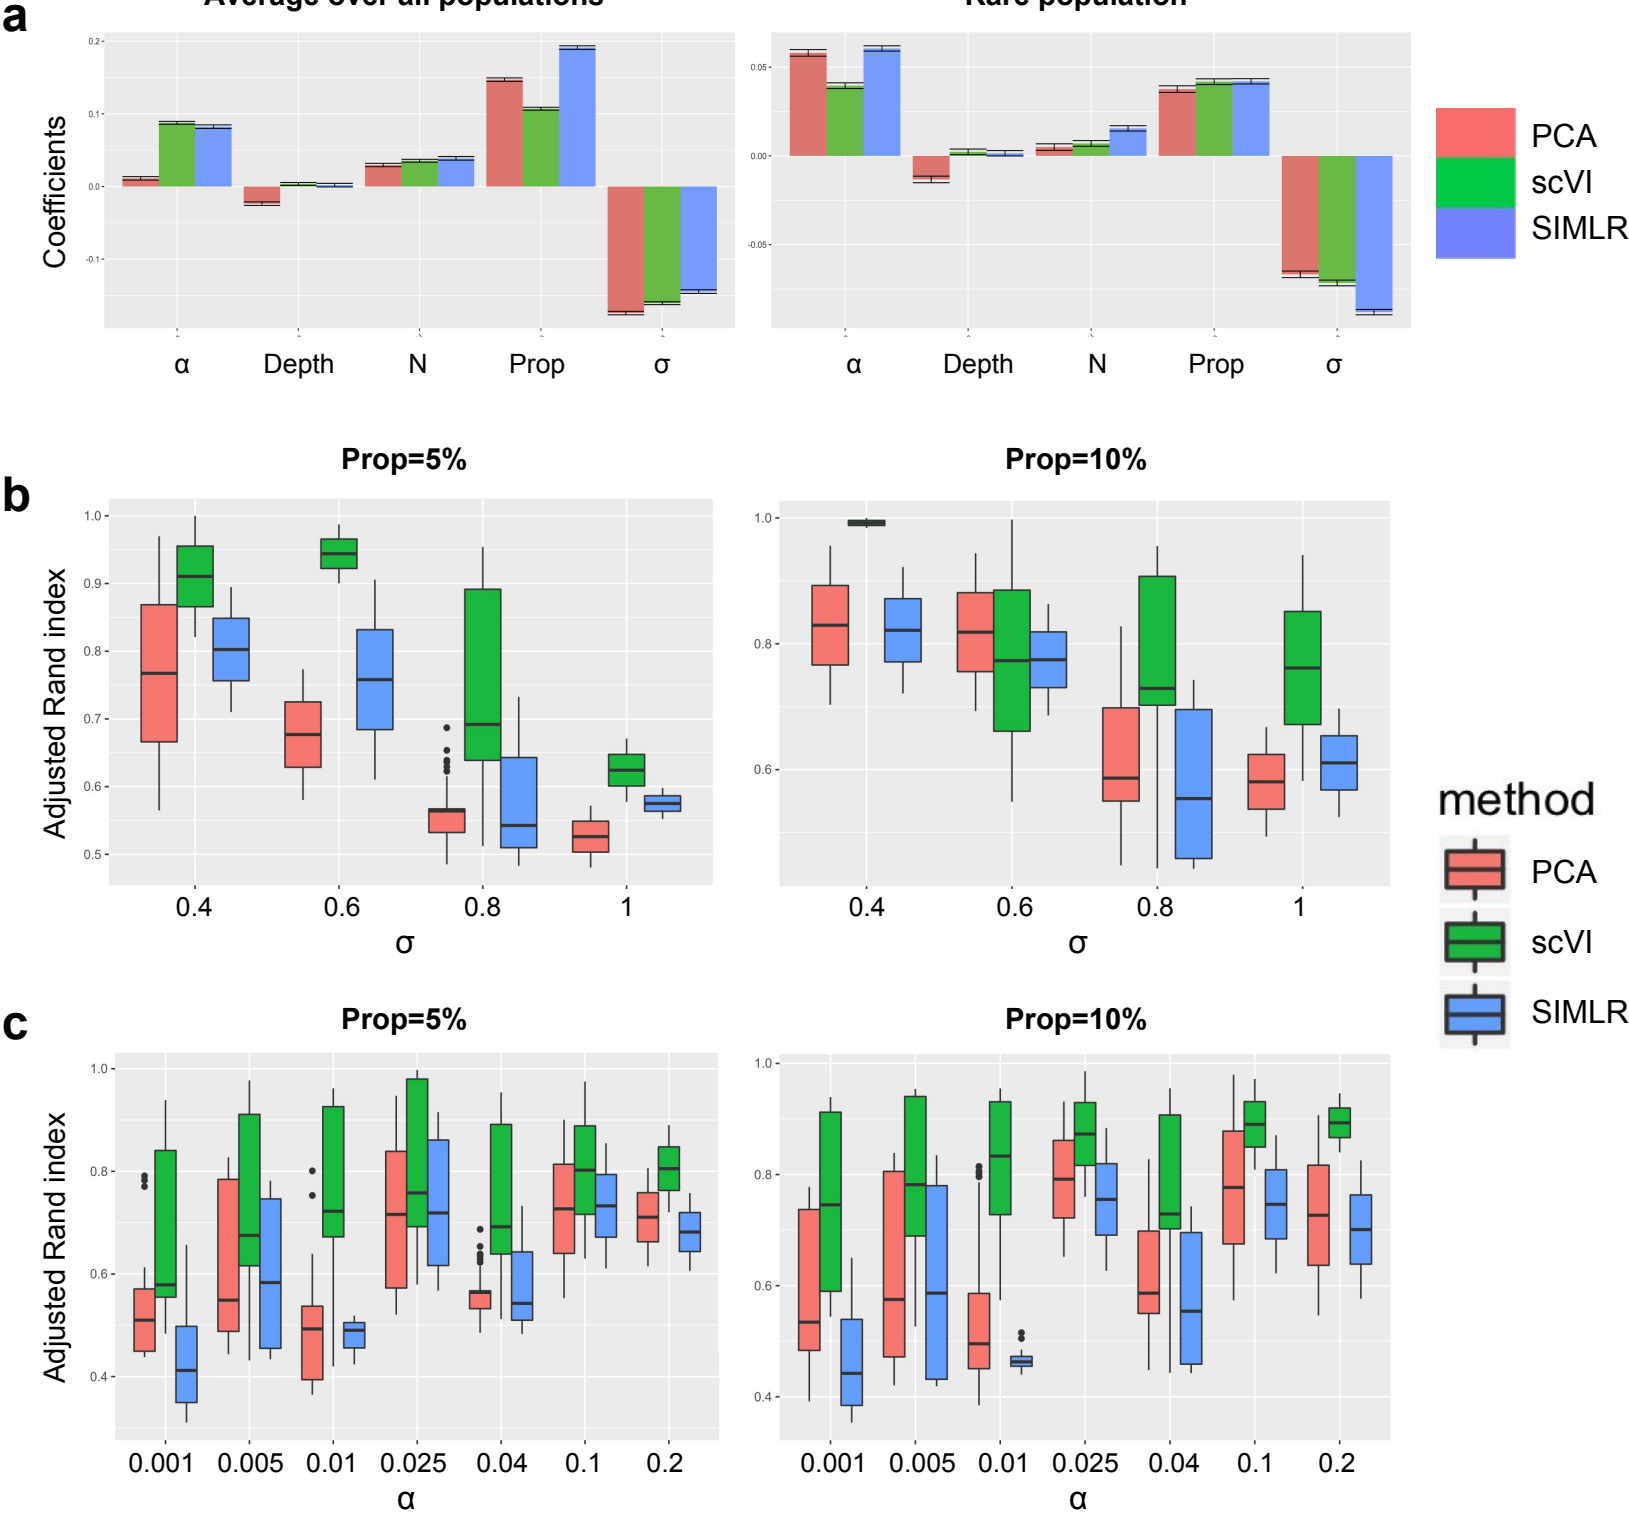 a
Average over all populations
Rare population
Coefficients
0.2
0.1
0.0
-0.1
α Depth N Prop σ
0.05
0.00
-0.05
α Depth N Prop σ
PCA
scVI
SIMLR
b
Prop=5%
Adjusted Rand index
1.0
0.9
0.8
0.7
0.6
0.5
0.4 0.6 0.8 1
σ
Prop=10%
1.0
0.8
0.6
0.4 0.6 0.8 1
σ
method
PCA
scVI
SIMLR
c
Prop=5%
Adjusted Rand index
1.0
0.8
0.6
0.4
0.001 0.005 0.01 0.025 0.04 0.1 0.2
α
Prop=10%
1.0
0.8
0.6
0.4
0.001 0.005 0.01 0.025 0.04 0.1 0.2
α